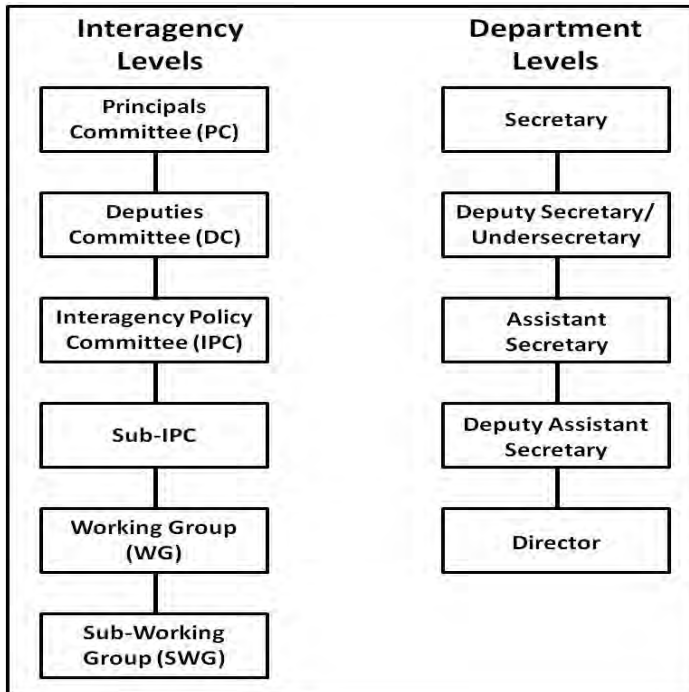 Interagency
Levels
Principals
Committee (PC)
Deputies
Committee (DC)
Interagency Policy
Committee (IPC)
Sub-IPC
Working Group
(WG)
Sub-Working
Group (SWG)
Department
Levels
Secretary
Deputy Secretary/
Undersecretary
Assistant
Secretary
Deputy Assistant
Secretary
Director